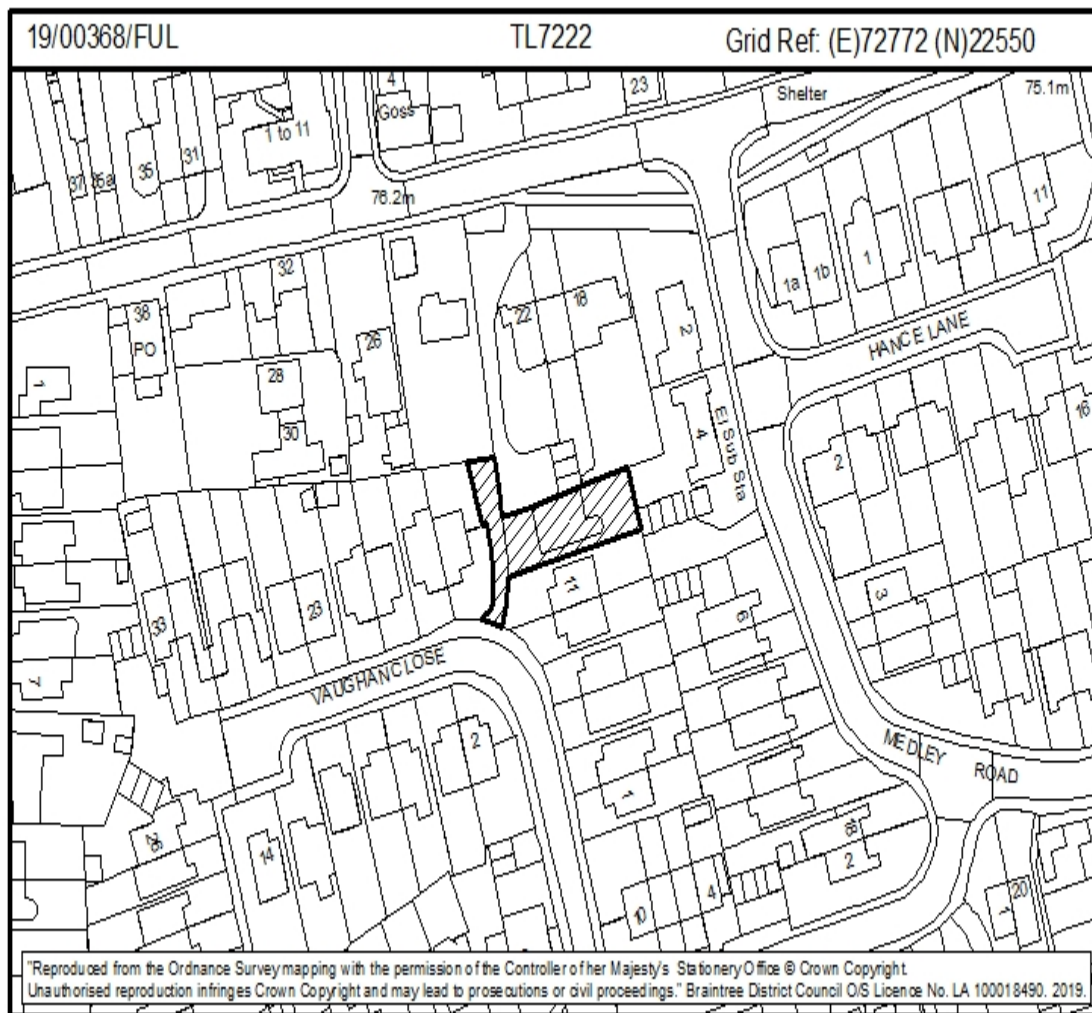 19/00368/FUL TL7222 Grid Ref: (E)72772 (N)22550
23
4
Shelter
75.1m
Goss
1 to 11
31
35
35a
37
76.2m
11
1
1b
1a
32
18
22
2
38
PO
26
HANCE LANE
28
1
30
16
4
El Sub Sta
2
11
3
6
23
33
7
VAUGHAN CLOSE
2
MEDLEY ROAD
1
18
2
14
4
10
20
1
"Reproduced from the Ordnance Survey mapping with the permission of the Controller of her Majesty's Stationery Office © Crown Copyright.
Unauthorised reproduction infringes Crown Copyright and may lead to prosecutions or civil proceedings." Braintree District Council O/S Licence No. LA 100018490. 2019.